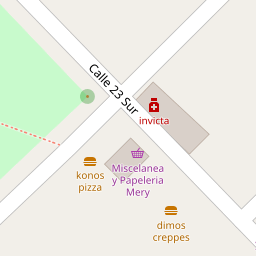 Calle 23 Sur
invicta
Miscelanea
y Papeleria
Mery
konos
pizza
dimos
creppes